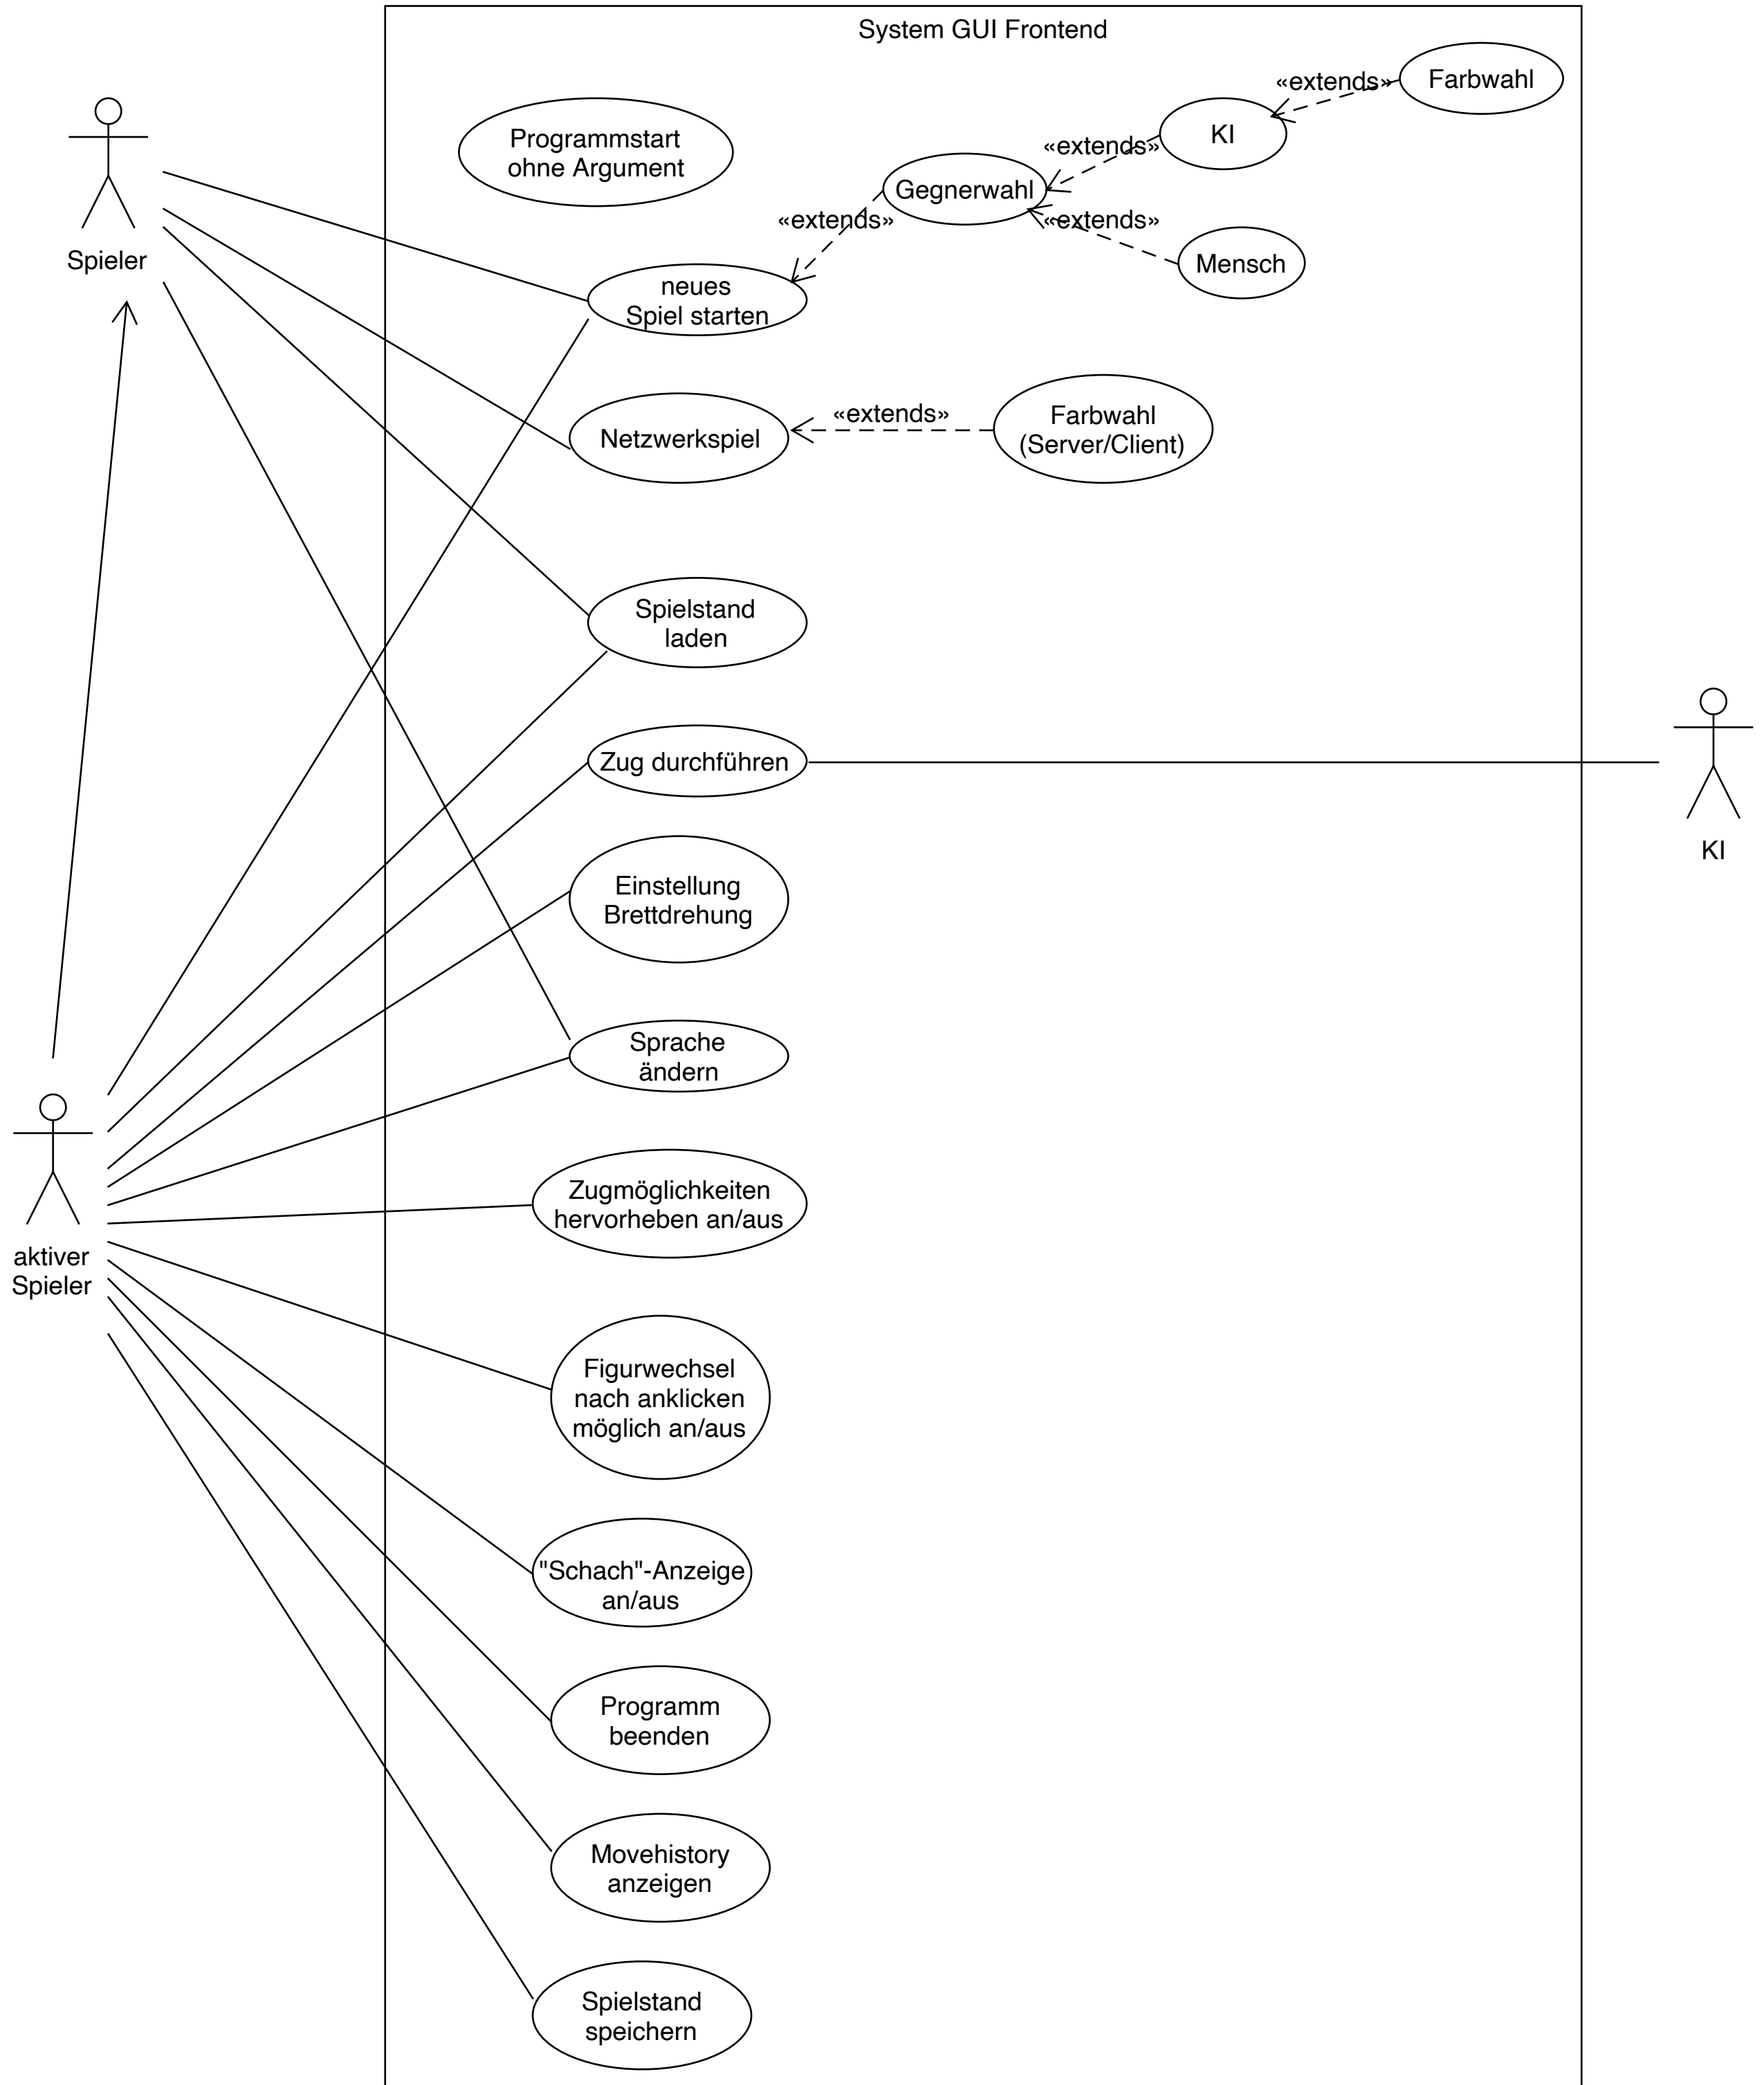 System GUI Frontend
«extends»
Farbwahl
Programmstart
ohne Argument
«extends»
KI
Gegnerwahl
«extends»
«extends»
Mensch
Spieler
neues
Spiel starten
Netzwerkspiel
«extends»
Farbwahl
(Server/Client)
Spielstand
laden
Zug durchführen
KI
Einstellung
Brettdrehung
Sprache
ändern
Zugmöglichkeiten
hervorheben an/aus
aktiver
Spieler
Figurwechsel
nach anklicken
möglich an/aus
"Schach"-Anzeige
an/aus
Programm
beenden
Movehistory
anzeigen
Spielstand
speichern